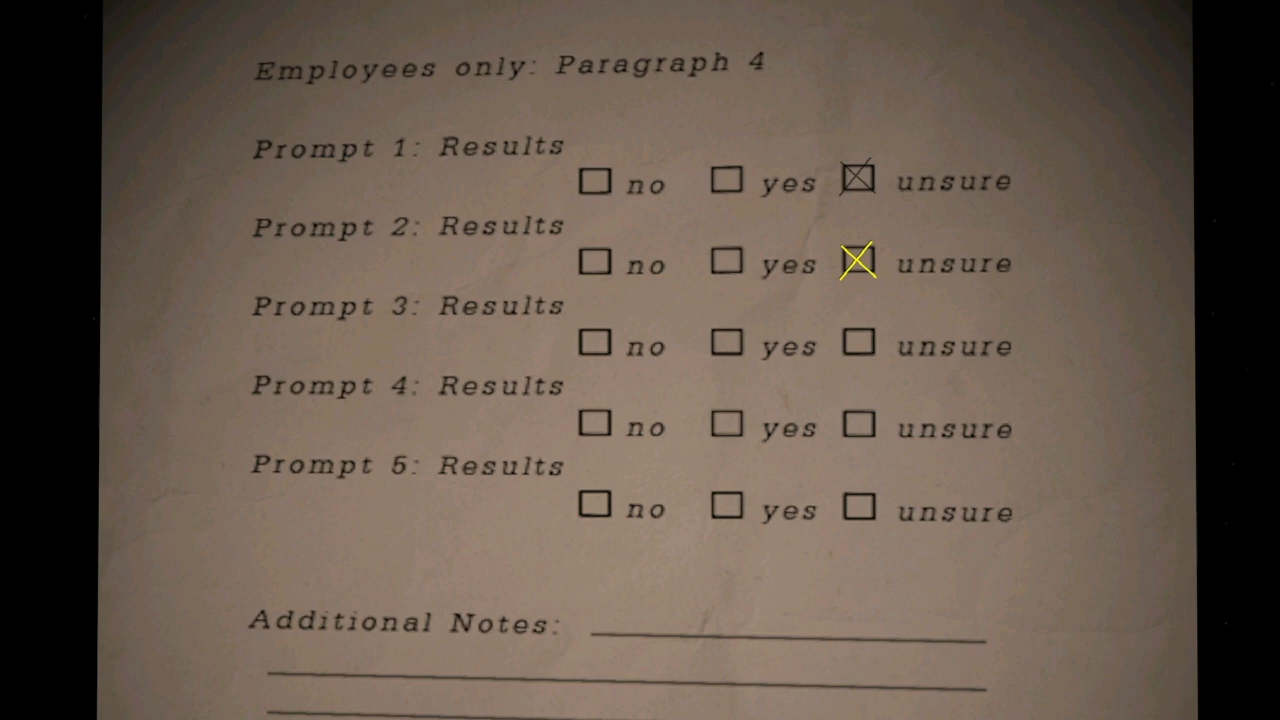 Employees only: Paragraph 4
Prompt 1: Results
no yes unsure
Prompt 2: Results
no yes unsure
Prompt 3: Results
no yes unsure
Prompt 4: Results
no yes unsure
Prompt 5: Results
no yes unsure
Additional Notes: